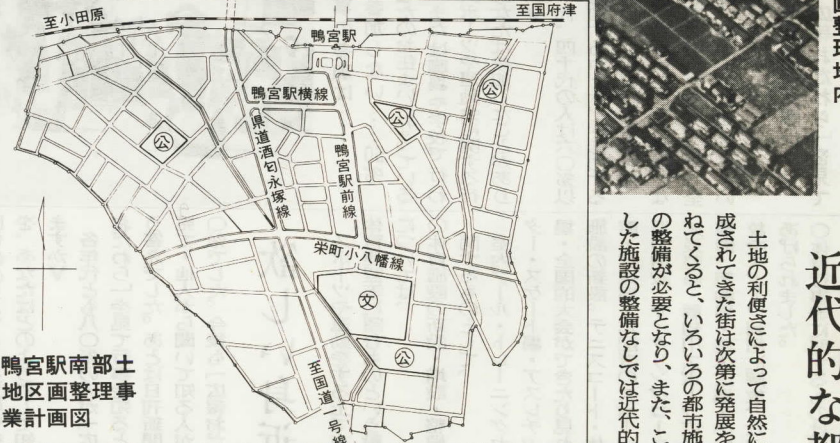 至小田原
鴨宮駅
至国府津
鴨宮駅横線
県道酒匂永塚線
鴨宮駅前線
公
公
公
栄町小八幡線
文
公
至国道一号線
鴨宮駅南部土
地区画整理事
業計画図
近代的な
土地の利便さによって自然に
成されてきた街は次第に発展を
ねてくると、いろいろの都市施
の整備が必要となり、また、こ
した施設の整備なしでは近代的